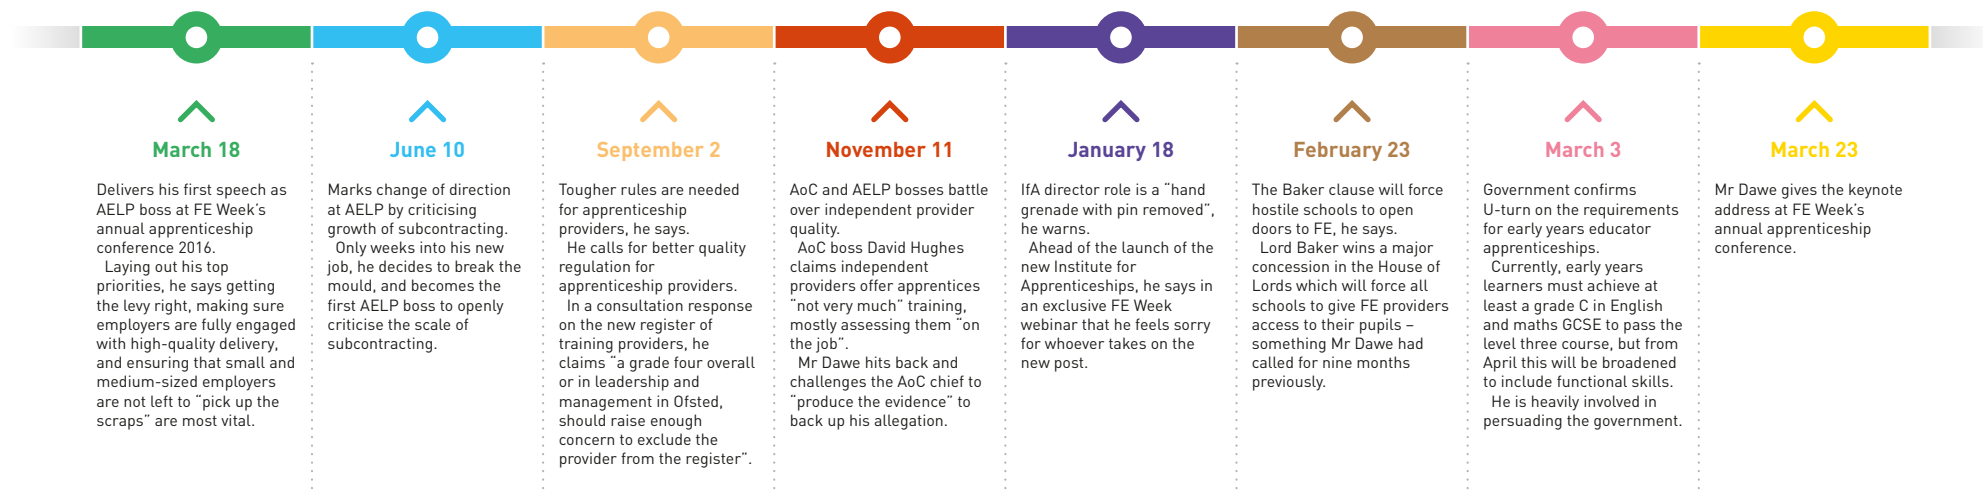 March 18
Delivers his first speech as
AELP boss at FE Week's
annual apprenticeship
conference 2016.
Laying out his top
priorities, he says getting
the levy right, making sure
employers are fully engaged
with high-quality delivery,
and ensuring that small and
medium-sized employers
are not left to "pick up the
scraps" are most vital.
June 10
Marks change of direction
at AELP by criticising
growth of subcontracting.
Only weeks into his new
job, he decides to break the
mould, and becomes the
first AELP boss to openly
criticise the scale of
subcontracting.
September 2
Tougher rules are needed
for apprenticeship
providers, he says.
He calls for better quality
regulation for
apprenticeship providers.
In a consultation response
on the new register of
training providers, he
claims "a grade four overall
or in leadership and
management in Ofsted,
should raise enough
concern to exclude the
provider from the register".
November 11
AoC and AELP bosses battle
over independent provider
quality.
AoC boss David Hughes
claims independent
providers offer apprentices
"not very much" training,
mostly assessing them "on
the job".
Mr Dawe hits back and
challenges the AoC chief to
"produce the evidence" to
back up his allegation.
January 18
IfA director role is a "hand
grenade with pin removed",
he warns.
Ahead of the launch of the
new Institute for
Apprenticeships, he says in
an exclusive FE Week
webinar that he feels sorry
for whoever takes on the
new post.
February 23
The Baker clause will force
hostile schools to open
doors to FE, he says.
Lord Baker wins a major
concession in the House of
Lords which will force all
schools to give FE providers
access to their pupils –
something Mr Dawe had
called for nine months
previously.
March 3
Government confirms
U-turn on the requirements
for early years educator
apprenticeships.
Currently, early years
learners must achieve at
least a grade C in English
and maths GCSE to pass the
level three course, but from
April this will be broadened
to include functional skills.
He is heavily involved in
persuading the government.
March 23
Mr Dawe gives the keynote
address at FE Week's
annual apprenticeship
conference.